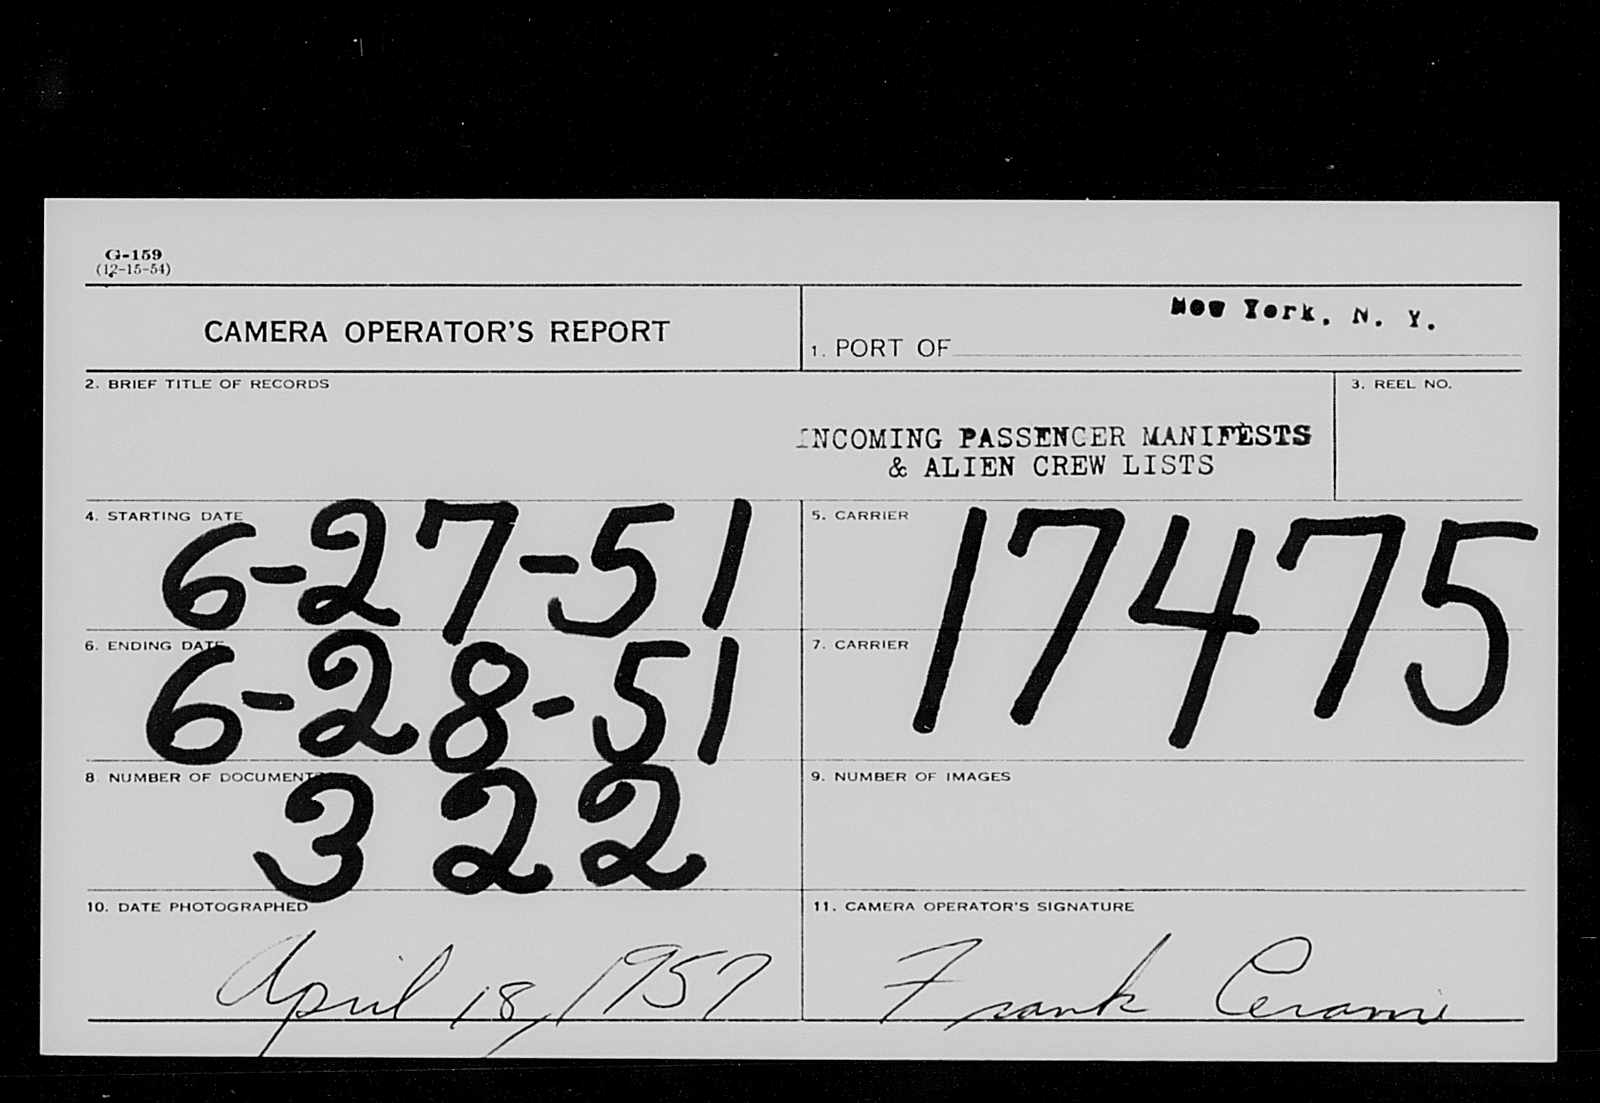 G-159
(12-15-54)
CAMERA OPERATOR'S REPORT
1. PORT OF New York, N. Y.
2. BRIEF TITLE OF RECORDS
INCOMING PASSENGER MANIFESTS
& ALIEN CREW LISTS
3. REEL NO.
4. STARTING DATE
6-27-51
5. CARRIER
17475
6. ENDING DATE
6-28-51
7. CARRIER
8 NUMBER OF DOCUMENTS
322
9. NUMBER OF IMAGES
10. DATE PHOTOGRAPHED
April 18, 1957
11. CAMERA OPERATOR'S SIGNATURE
Frank Cerami